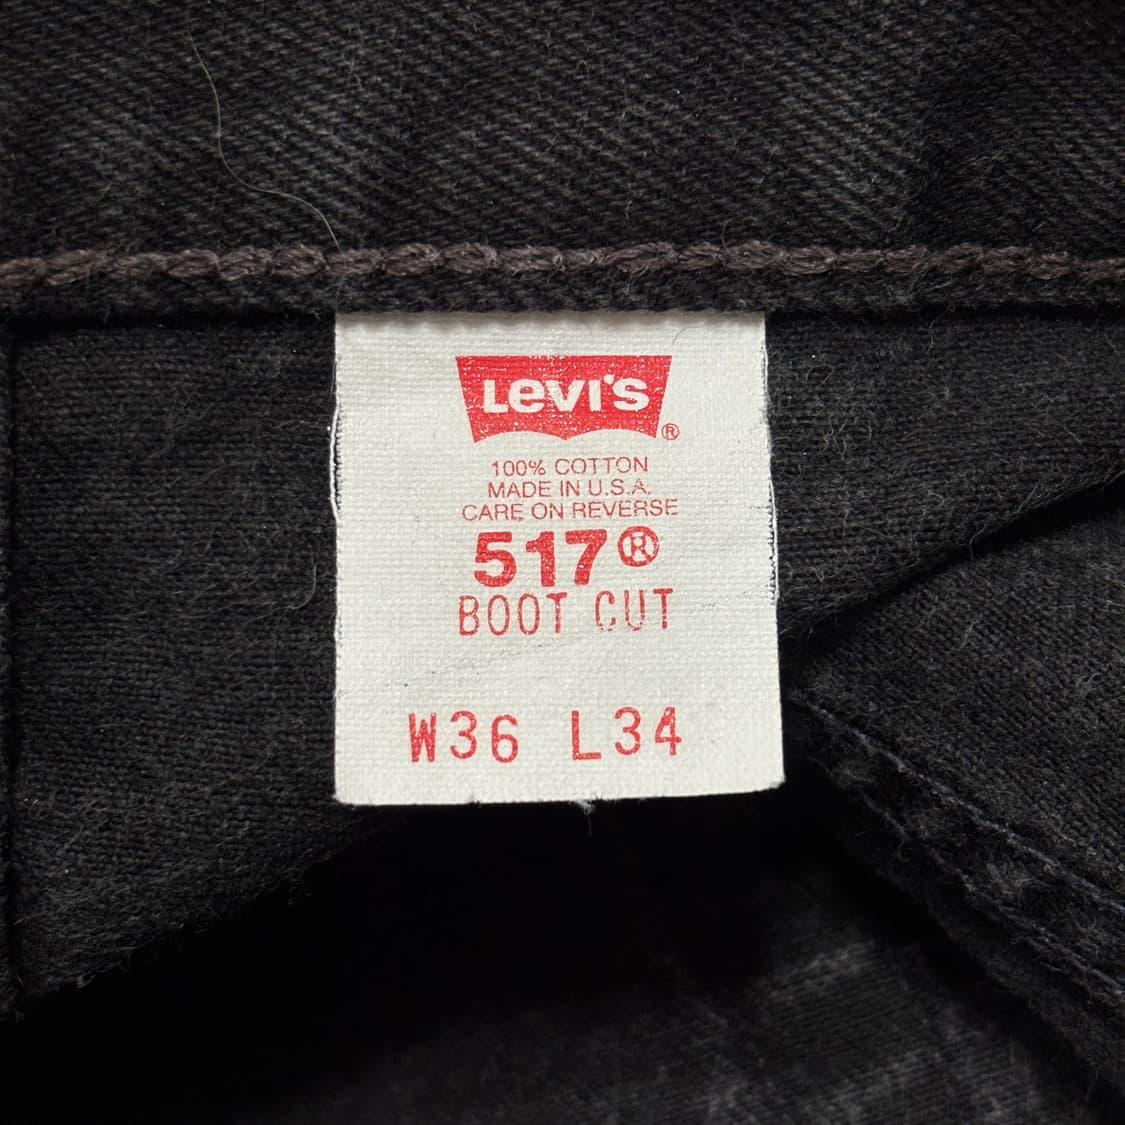 Levi's ®
100% COTTON
MADE IN U.S.A.
CARE ON REVERSE
517®
BOOT CUT
W36 L34